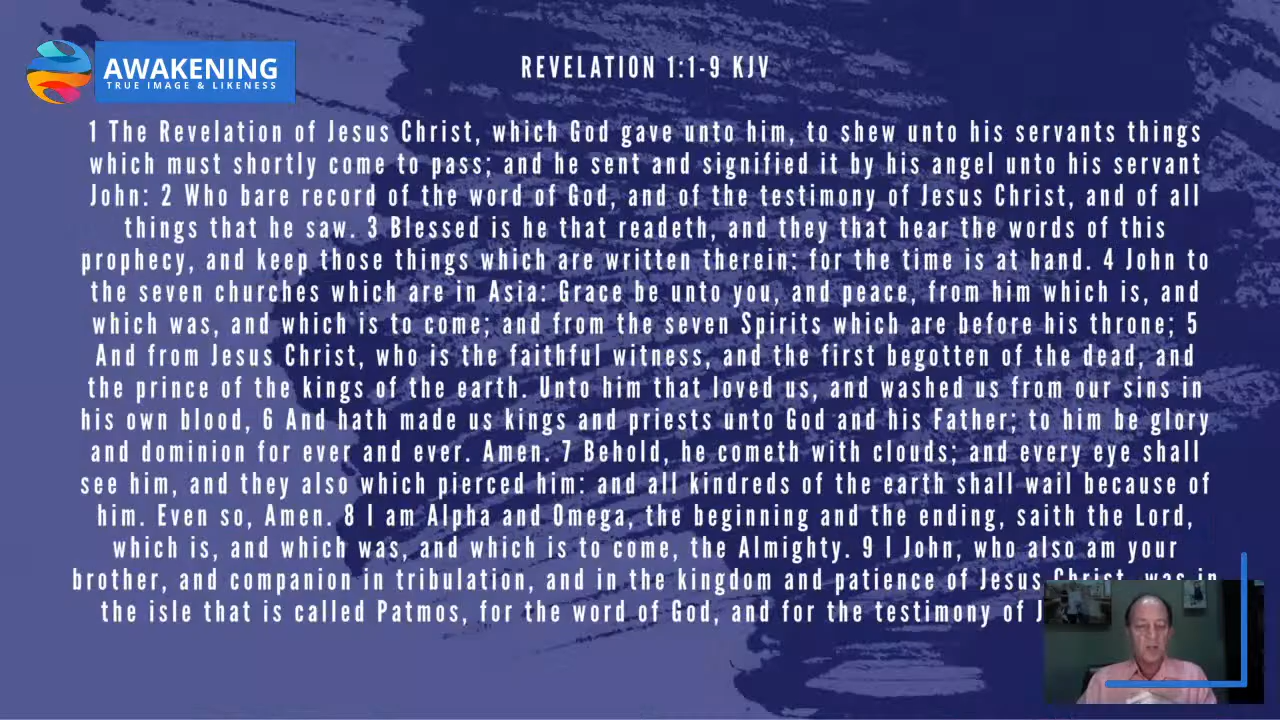 AWAKENING
TRUE IMAGE & LIKENESS
REVELATION 1:1-9 KJV
1 The Revelation of Jesus Christ, which God gave unto him, to shew unto his servants things
which must shortly come to pass; and he sent and signified it by his angel unto his servant
John: 2 Who bare record of the word of God, and of the testimony of Jesus Christ, and of all
things that he saw. 3 Blessed is he that readeth, and they that hear the words of this
prophecy, and keep those things which are written therein: for the time is at hand. 4 John to
the seven churches which are in Asia: Grace be unto you, and peace, from him which is, and
which was, and which is to come; and from the seven Spirits which are before his throne; 5
And from Jesus Christ, who is the faithful witness, and the first begotten of the dead, and
the prince of the kings of the earth. Unto him that loved us, and washed us from our sins in
his own blood, 6 And hath made us kings and priests unto God and his Father; to him be glory
and dominion for ever and ever. Amen. 7 Behold, he cometh with clouds; and every eye shall
see him, and they also which pierced him: and all kindreds of the earth shall wail because of
him. Even so, Amen. 8 I am Alpha and Omega, the beginning and the ending, saith the Lord,
which is, and which was, and which is to come, the Almighty. 9 I John, who also am your
brother, and companion in tribulation, and in the kingdom and patience of Jesus Christ, was in
the isle that is called Patmos, for the word of God, and for the testimony of